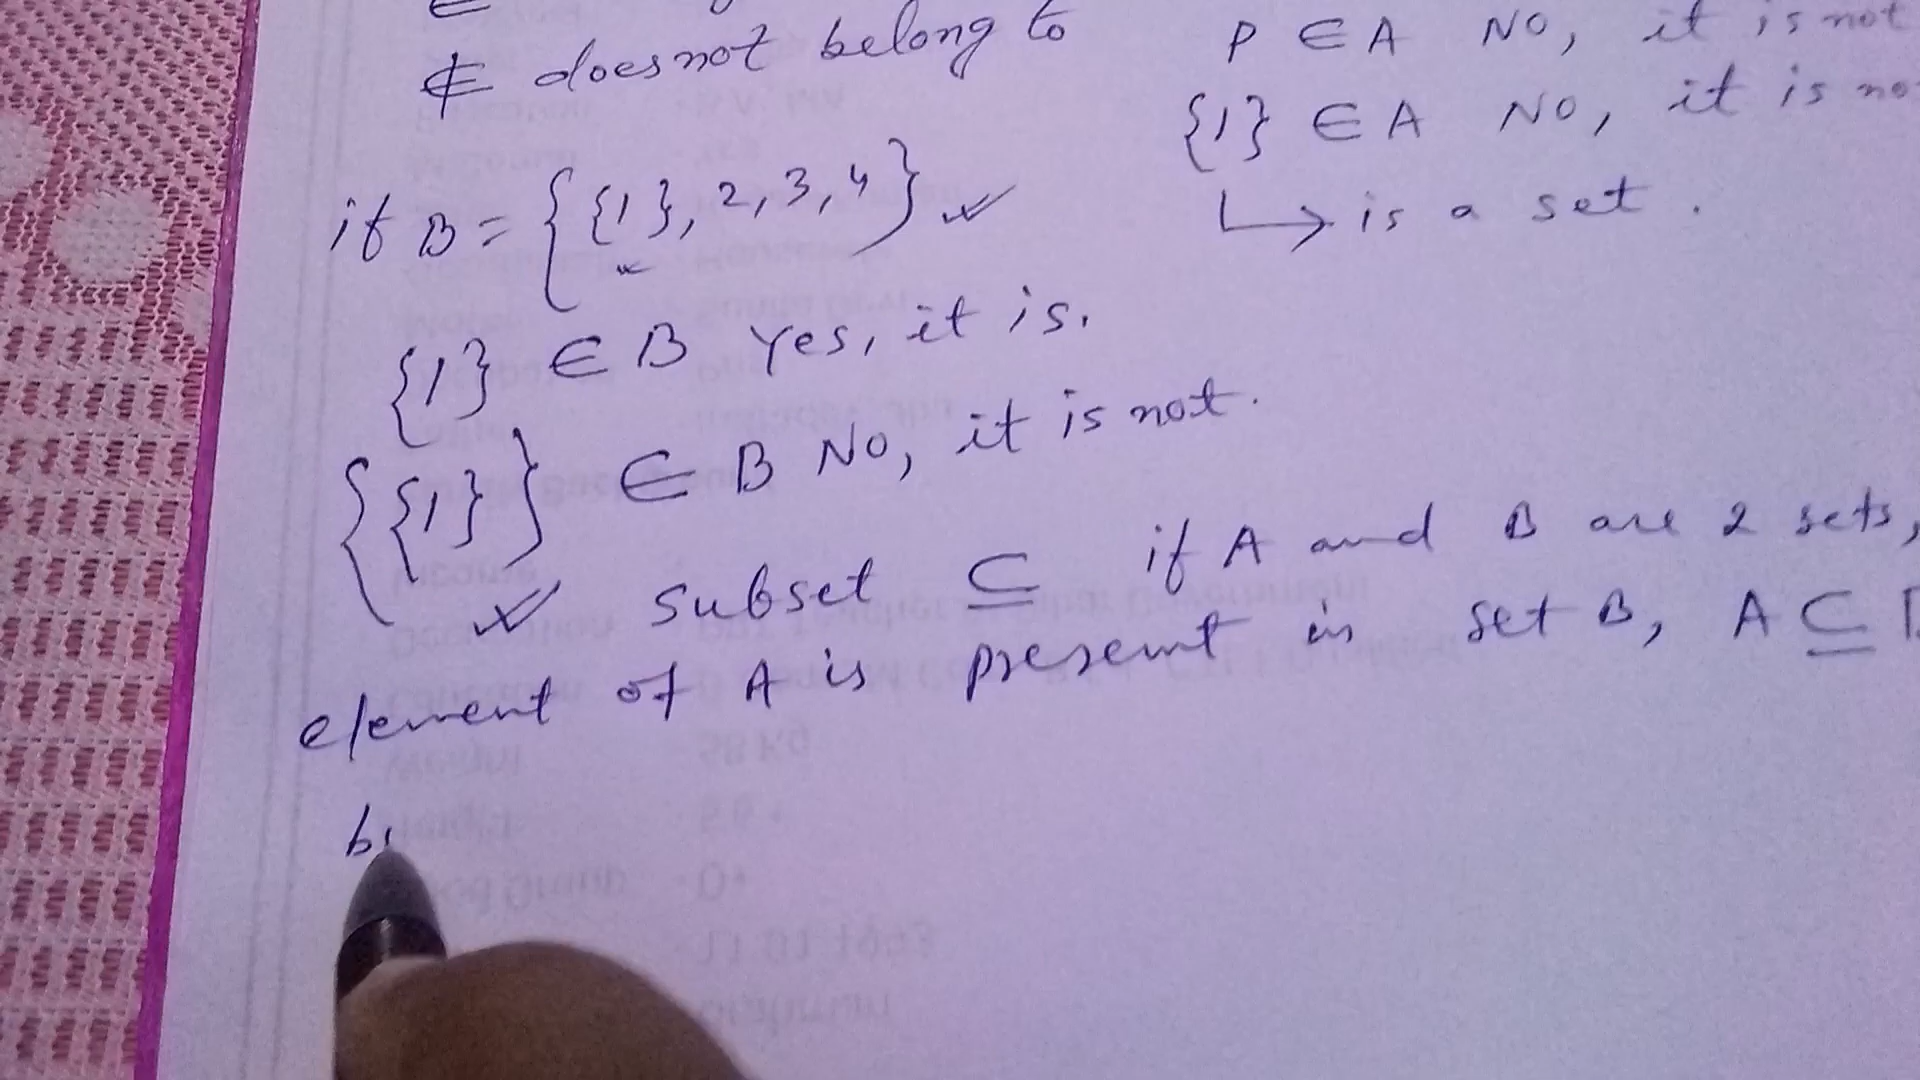 ∈
∉ does not belong to
P ∈ A NO, it is not
{1} ∈ A NO, it is
↳ is a set.
if B = {{1}, 2, 3, 4}
{1} ∈ B Yes, it is.
{{1}} ∈ B NO, it is not.
subset ⊆ if A and B are 2 sets,
element of A is present in set B, A ⊆